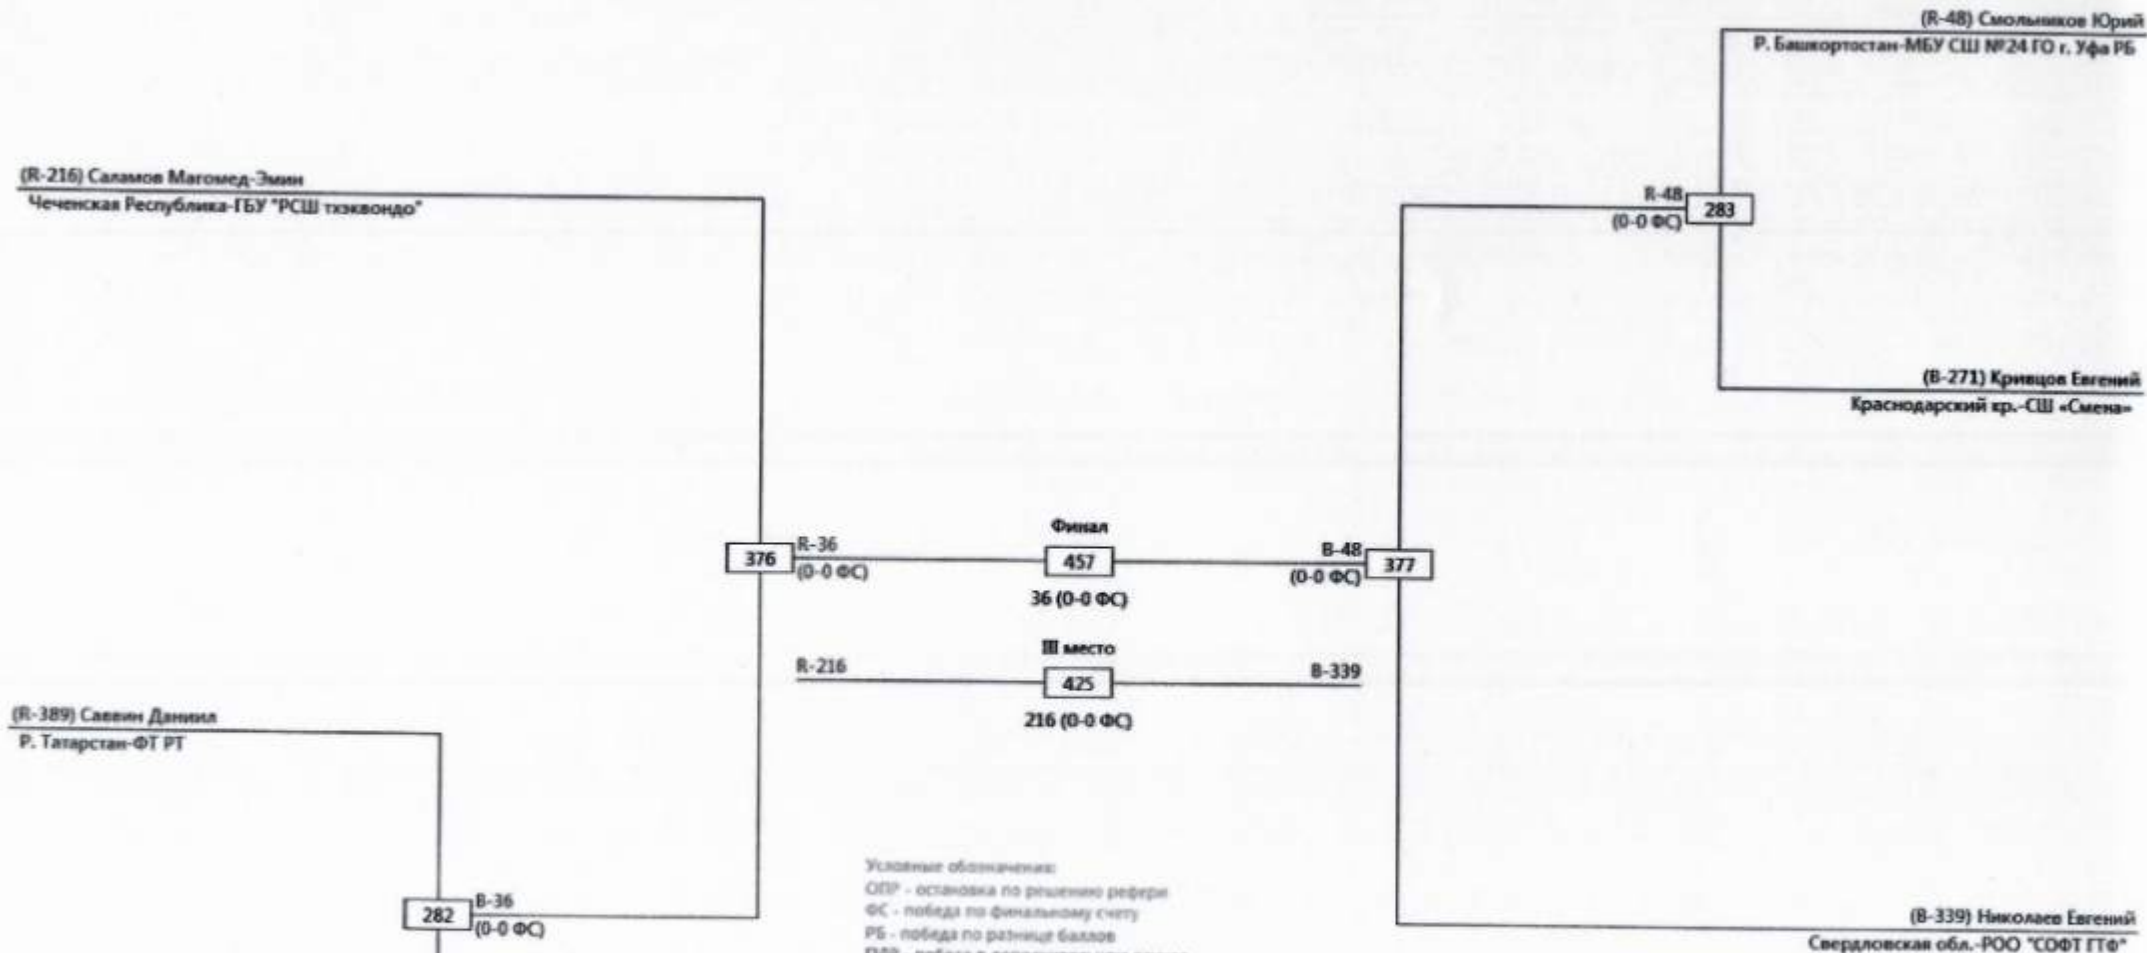 (R-48) Смольников Юрий
Р. Башкортостан-МБУ СШ №24 ГО г. Уфа РБ
(R-216) Саламов Магомед-Эмин
Чеченская Республика-ГБУ "РСШ тхэквондо"
R-48
283
(0-0 ФС)
(B-271) Кривцов Евгений
Краснодарский кр.-СШ «Смена»
Финал
376
R-36
(0-0 ФС)
457
B-48
(0-0 ФС)
377
36 (0-0 ФС)
III место
R-216
425
B-339
216 (0-0 ФС)
(R-389) Саввин Даниил
Р. Татарстан-ФТ РТ
Условные обозначения:
ОПР - остановка по решению рефери
ФС - победа по финальному счету
РБ - победа по разнице баллов
282
B-36
(0-0 ФС)
(B-339) Николаев Евгений
Свердловская обл.-РОО "СОФТ ГТФ"